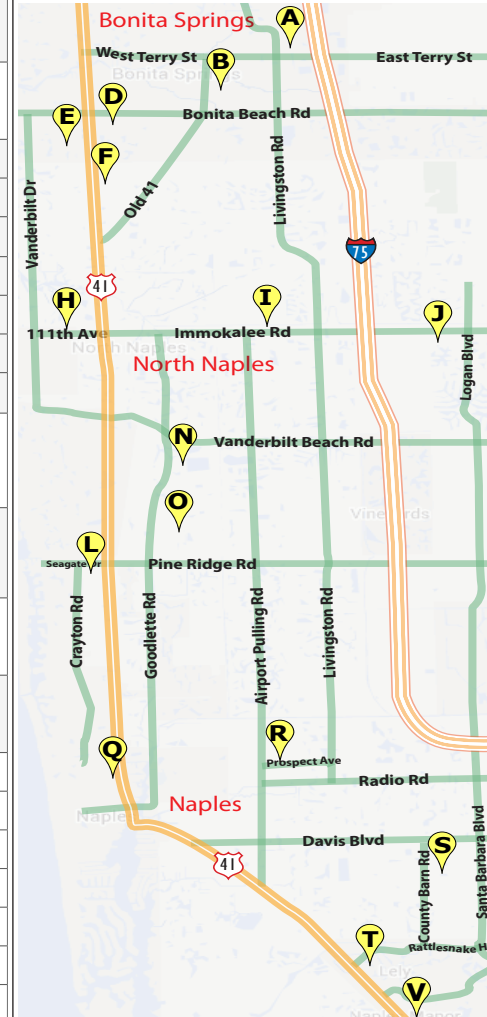 Bonita Springs
A
West Terry St
East Terry St
B
Bonita Springs
D
Bonita Beach Rd
E
F
Livingston Rd
Old 41
Vanderbilt Dr
75
41
H
I
J
111th Ave
Immokalee Rd
North Naples
North Naples
Logan Blvd
N
Vanderbilt Beach Rd
O
L
Seagate Dr
Pine Ridge Rd
Crayton Rd
Goodlette Rd
Airport Pulling Rd
Livingston Rd
R
Q
Prospect Ave
Radio Rd
Naples
Davis Blvd
41
S
County Barn Rd
Santa Barbara Blvd
T
Rattlesnake H
Lely
V
Naples Manor